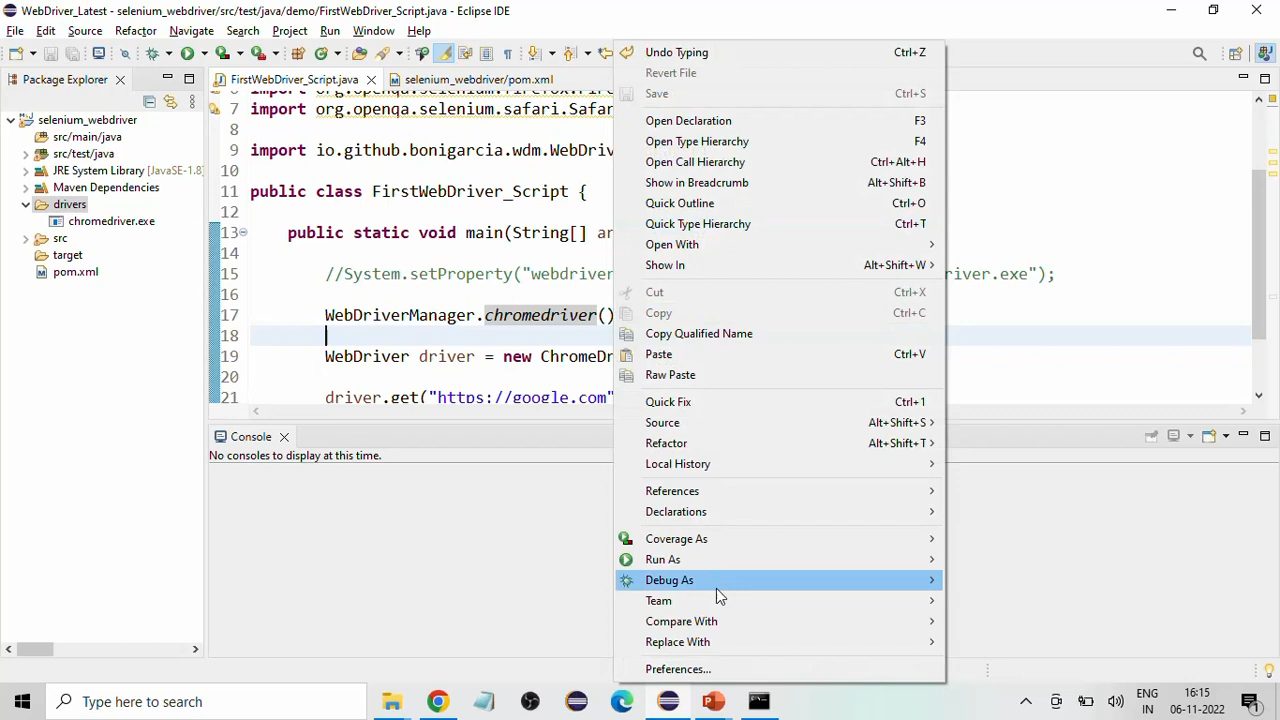 WebDriver_Latest - selenium_webdriver/src/test/java/demo/FirstWebDriver_Script.java - Eclipse IDE
File Edit Source Refactor Navigate Search Project Run Window Help
Package Explorer
selenium_webdriver
src/main/java
src/test/java
JRE System Library [JavaSE-1.8]
Maven Dependencies
drivers
chromedriver.exe
src
target
pom.xml
FirstWebDriver_Script.java
selenium_webdriver/pom.xml
7 import org.openqa.selenium.safari.Safa
8
9 import io.github.bonigarcia.wdm.WebDriv
10
11 public class FirstWebDriver_Script {
12
13 public static void main(String[] ar
14
15 //System.setProperty("webdriver river.exe");
16
17 WebDriverManager.chromedriver()
18
19 WebDriver driver = new ChromeDr
20
21 driver.get("https://google.com"
Console
No consoles to display at this time.
Undo Typing Ctrl+Z
Revert File
Save Ctrl+S
Open Declaration F3
Open Type Hierarchy F4
Open Call Hierarchy Ctrl+Alt+H
Show in Breadcrumb Alt+Shift+B
Quick Outline Ctrl+O
Quick Type Hierarchy Ctrl+T
Open With
Show In Alt+Shift+W
Cut Ctrl+X
Copy Ctrl+C
Copy Qualified Name
Paste Ctrl+V
Raw Paste
Quick Fix Ctrl+1
Source Alt+Shift+S
Refactor Alt+Shift+T
Local History
References
Declarations
Coverage As
Run As
Debug As
Team
Compare With
Replace With
Preferences...
Type here to search
ENG
IN
16:15
06-11-2022
1